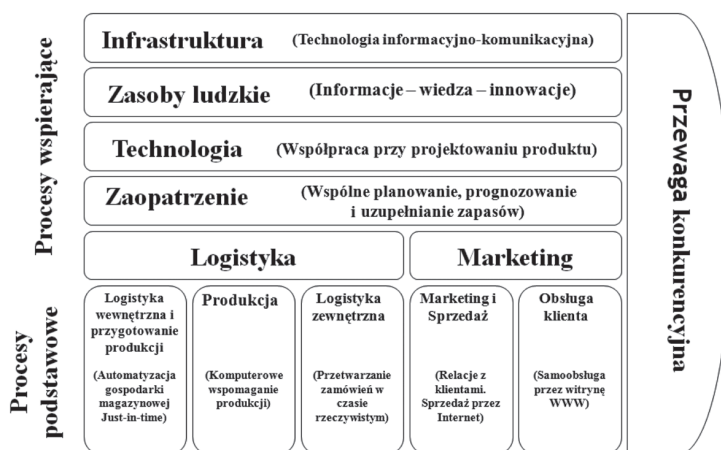 Procesy wspierające
Infrastruktura (Technologia informacyjno-komunikacyjna)
Zasoby ludzkie (Informacje – wiedza – innowacje)
Technologia (Współpraca przy projektowaniu produktu)
Zaopatrzenie (Wspólne planowanie, prognozowanie
i uzupełnianie zapasów)
Logistyka
Marketing
Procesy
podstawowe
Logistyka
wewnętrzna i
przygotowanie
produkcji
(Automatyzacja
gospodarki
magazynowej
Just-in-time)
Produkcja
(Komputerowe
wspomaganie
produkcji)
Logistyka
zewnętrzna
(Przetwarzanie
zamówień w
czasie
rzeczywistym)
Marketing i
Sprzedaż
(Relacje z
klientami.
Sprzedaż przez
Internet)
Obsługa
klienta
(Samoobsługa
przez witrynę
WWW)
Przewaga konkurencyjna